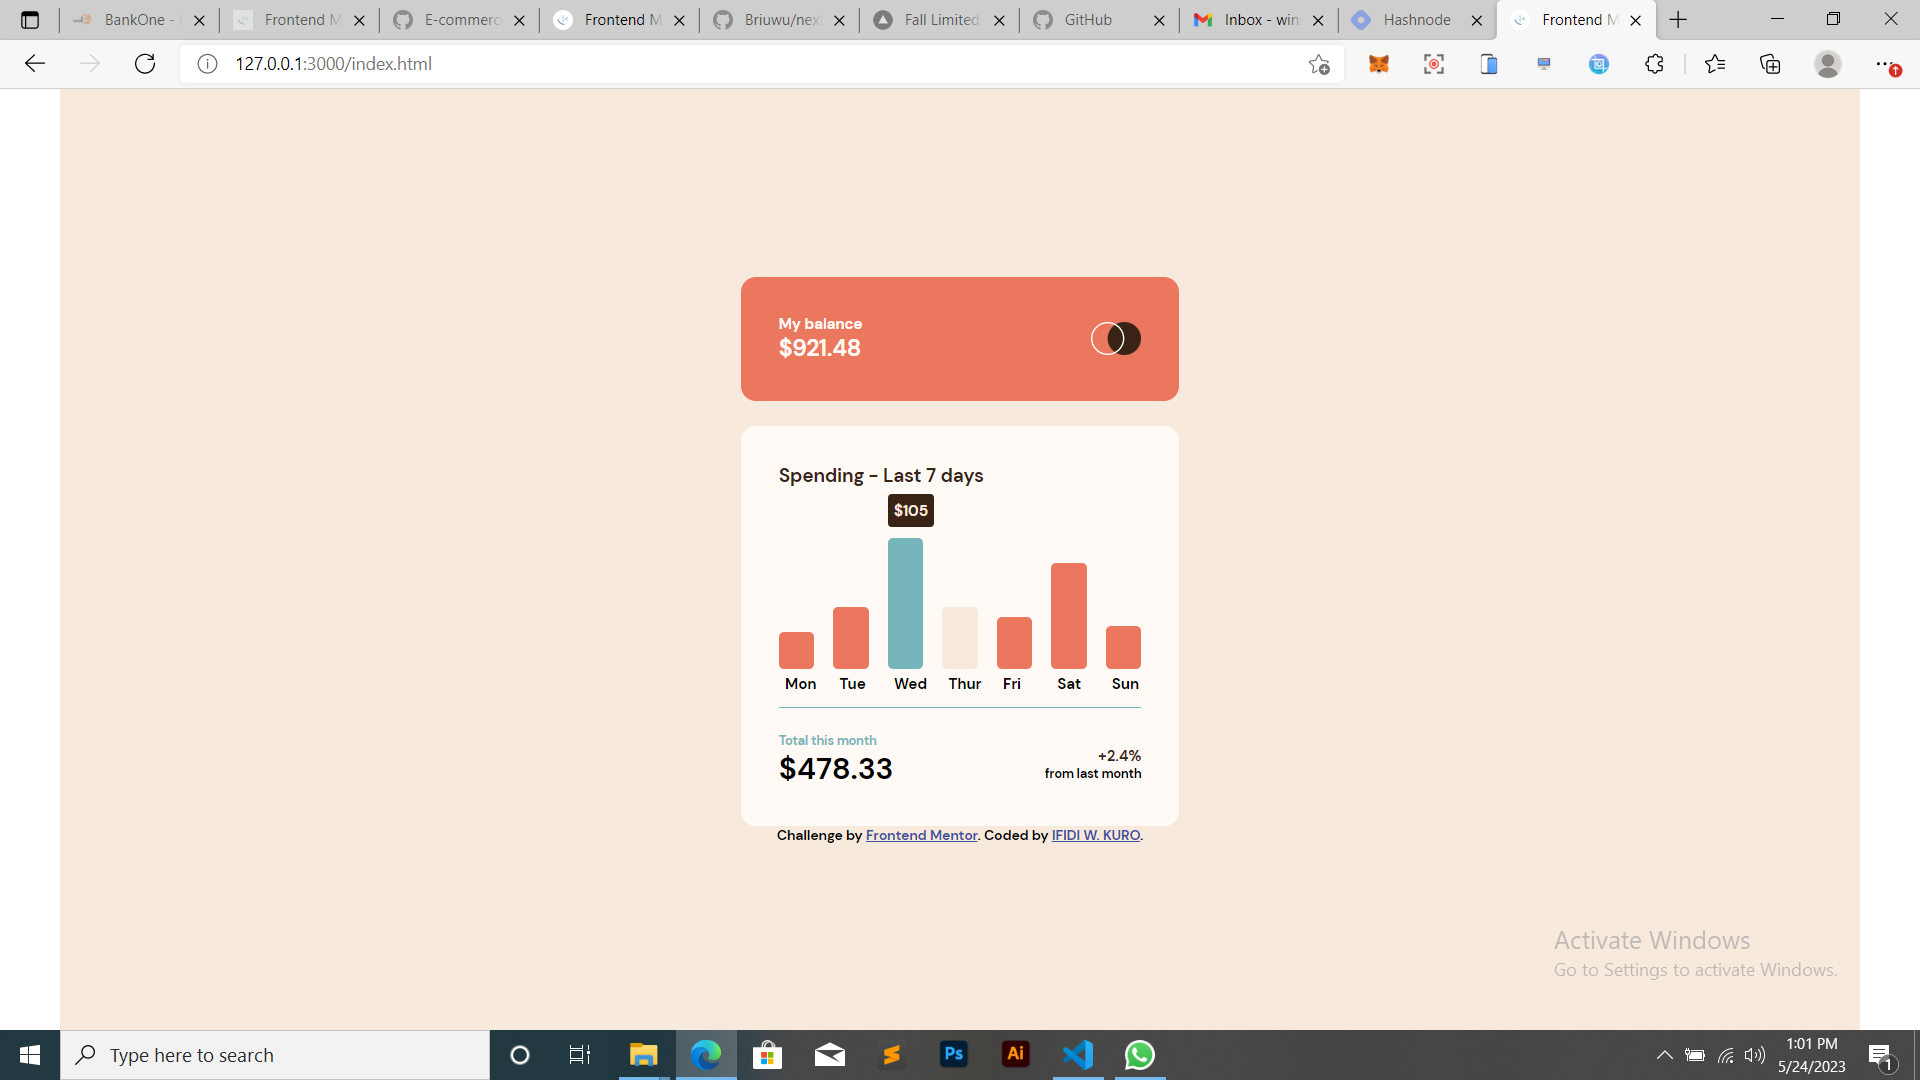 BankOne -
Frontend M
E-commerc
Frontend M
Briuwu/nex
Fall Limited
GitHub
Inbox - win
Hashnode
Frontend M
127.0.0.1:3000/index.html
My balance
$921.48
Spending - Last 7 days
$105
Mon Tue Wed Thur Fri Sat Sun
Total this month
$478.33
+2.4%
from last month
Challenge by Frontend Mentor. Coded by IFIDI W. KURO.
Activate Windows
Go to Settings to activate Windows.
Type here to search
Ps
Ai
1:01 PM
5/24/2023
1